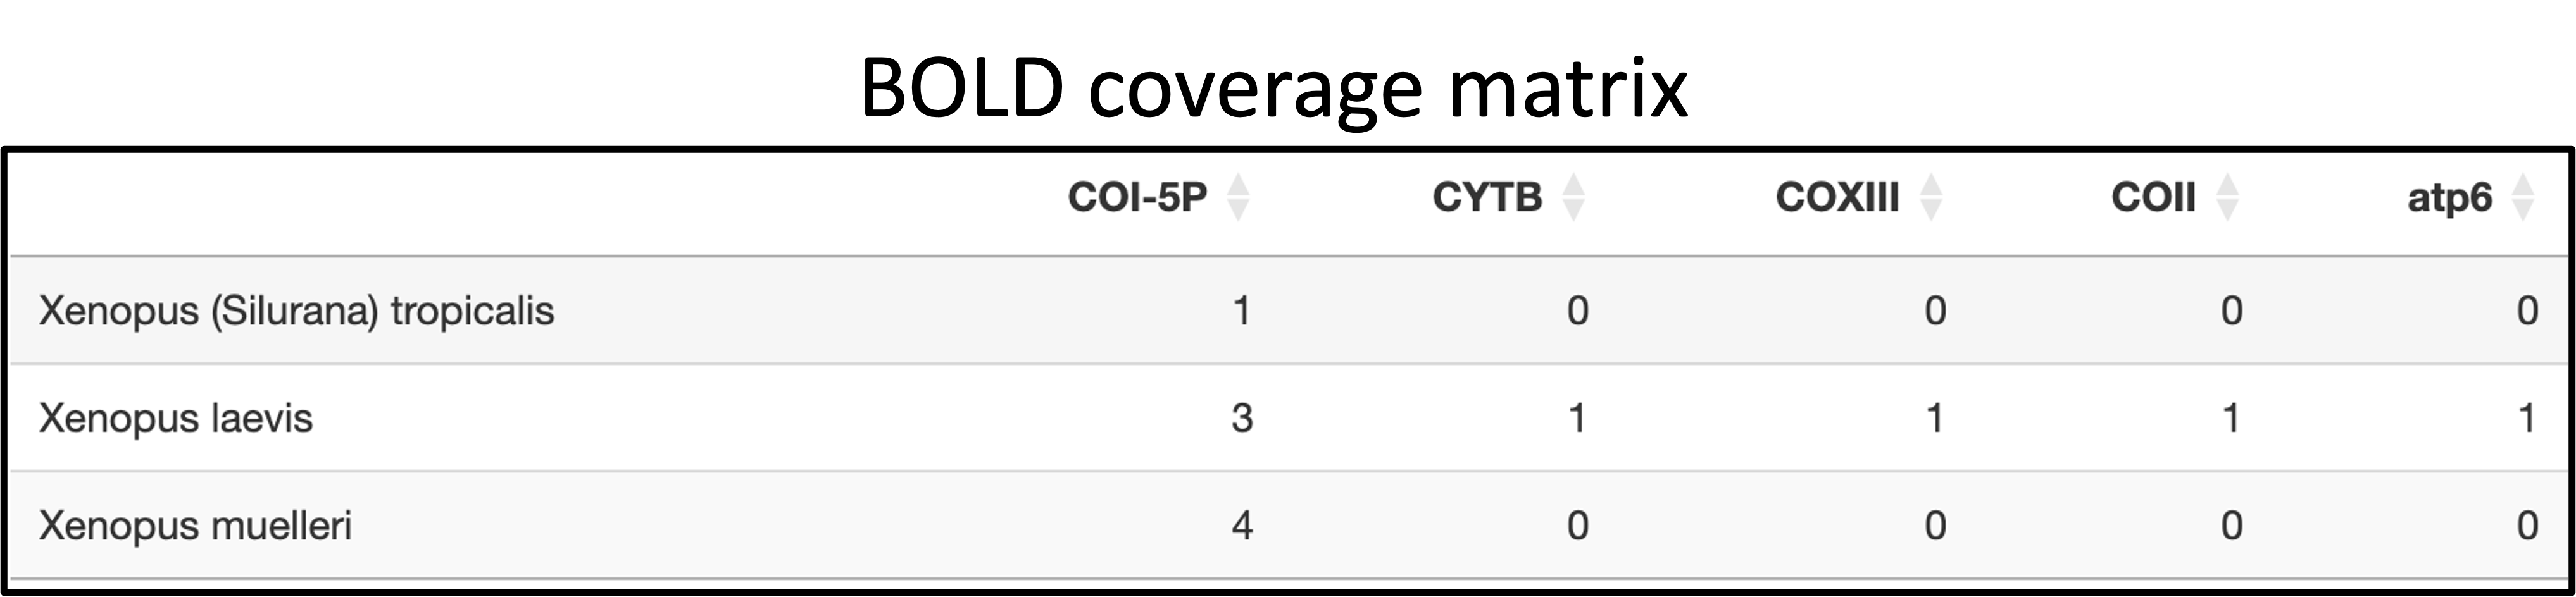 BOLD coverage matrix
COI-5P CYTB COXIII COII atp6
Xenopus (Silurana) tropicalis 1 0 0 0 0
Xenopus laevis 3 1 1 1 1
Xenopus muelleri 4 0 0 0 0